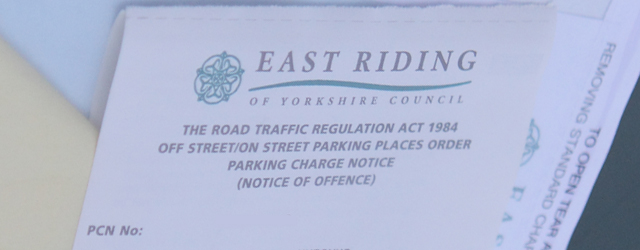 EAST RIDING
OF YORKSHIRE COUNCIL
THE ROAD TRAFFIC REGULATION ACT 1984
OFF STREET/ON STREET PARKING PLACES ORDER
PARKING CHARGE NOTICE
(NOTICE OF OFFENCE)
PCN No:
TO OPEN TEAR
REMOVING STANDARD